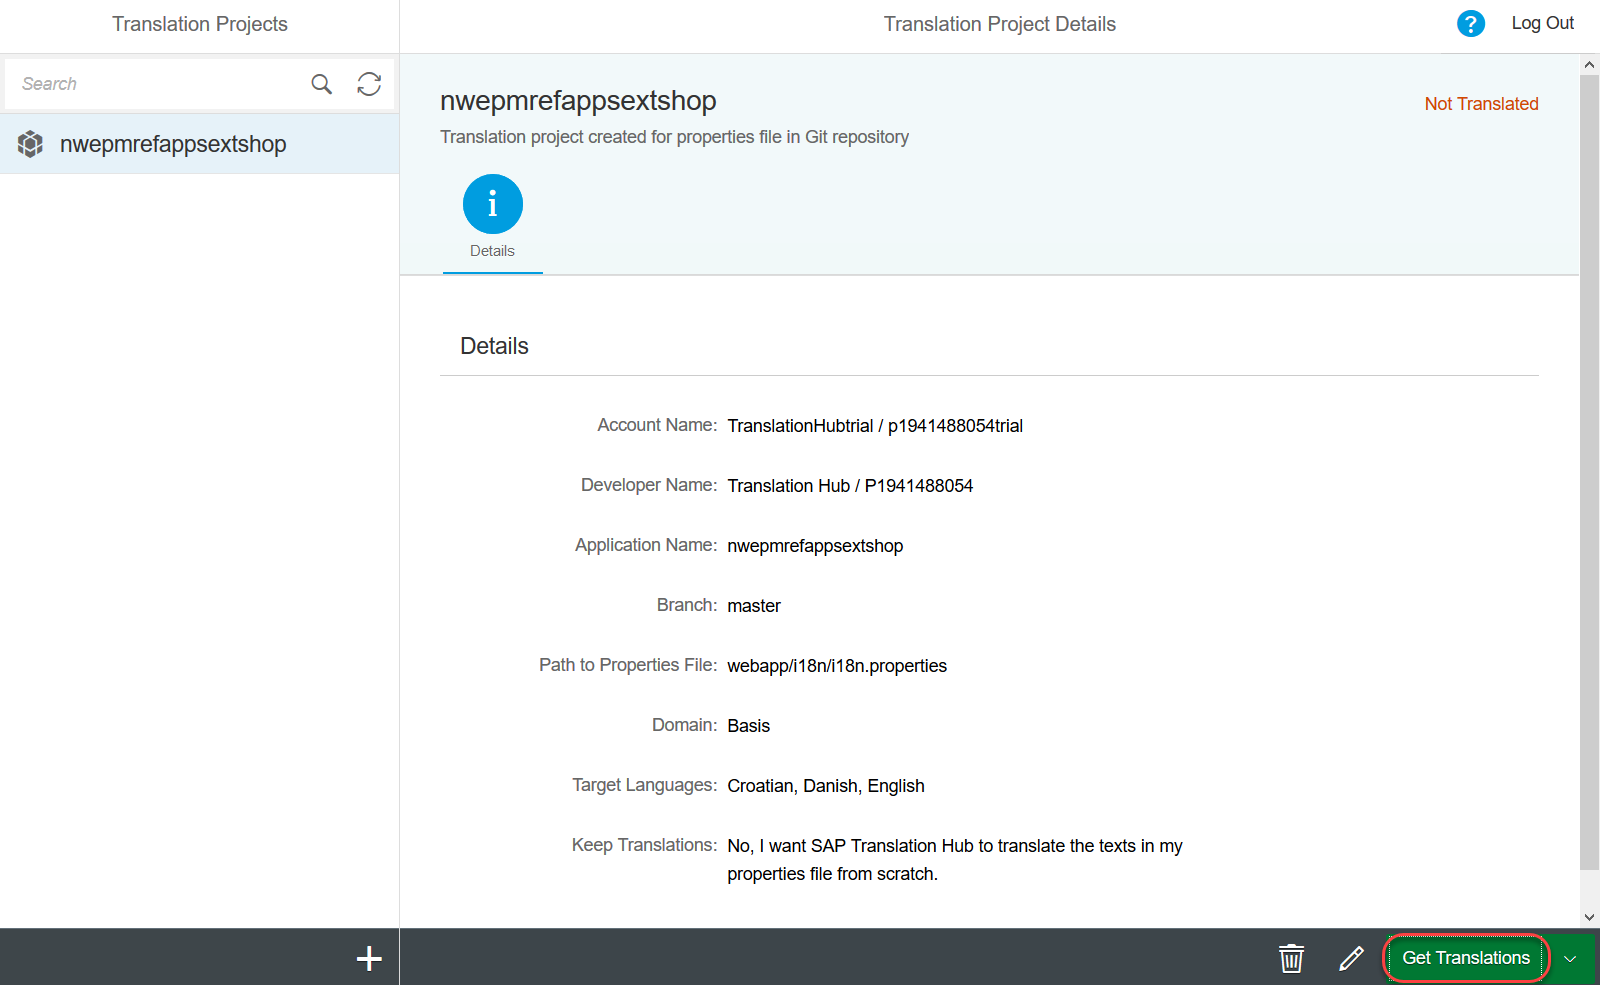 Translation Projects
Translation Project Details
?
Log Out
Search
nwepmrefappsextshop
nwepmrefappsextshop
Not Translated
Translation project created for properties file in Git repository
i
Details
Details
Account Name: TranslationHubtrial / p1941488054trial
Developer Name: Translation Hub / P1941488054
Application Name: nwepmrefappsextshop
Branch: master
Path to Properties File: webapp/i18n/i18n.properties
Domain: Basis
Target Languages: Croatian, Danish, English
Keep Translations: No, I want SAP Translation Hub to translate the texts in my
properties file from scratch.
Get Translations